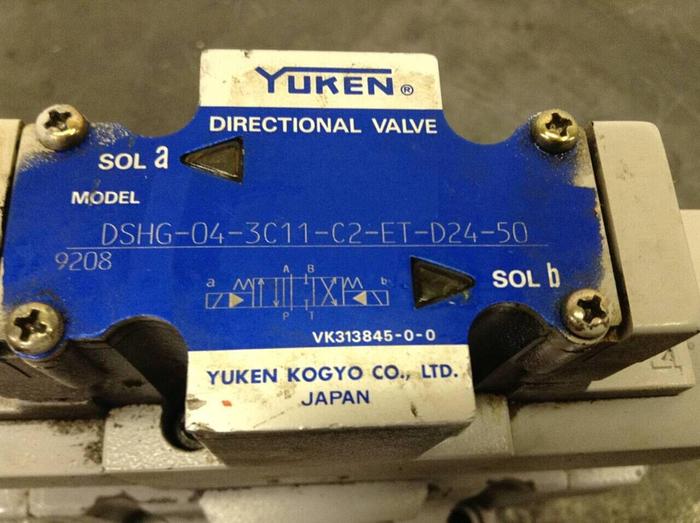 YUKEN ®
DIRECTIONAL VALVE
SOL a
MODEL
DSHG-04-3C11-C2-ET-D24-50
9208
a A B b
P T
SOL b
VK313845-0-0
YUKEN KOGYO CO., LTD.
JAPAN